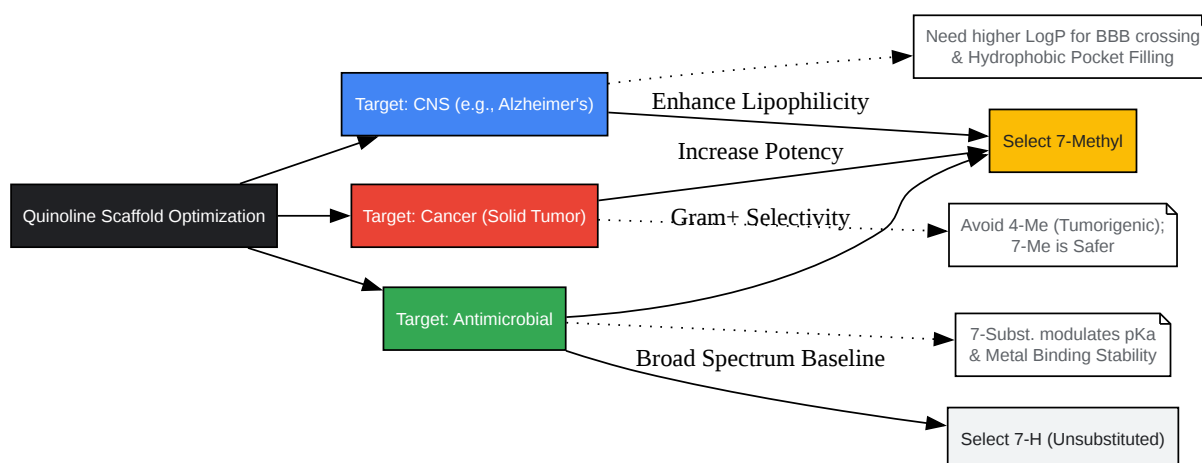 Need higher LogP for BBB crossing
& Hydrophobic Pocket Filling
Target: CNS (e.g., Alzheimer's)
Enhance Lipophilicity
Select 7-Methyl
Increase Potency
Quinoline Scaffold Optimization
Target: Cancer (Solid Tumor)
Gram+ Selectivity
Avoid 4-Me (Tumorigenic);
7-Me is Safer
Target: Antimicrobial
7-Subst. modulates pKa
& Metal Binding Stability
Broad Spectrum Baseline
Select 7-H (Unsubstituted)